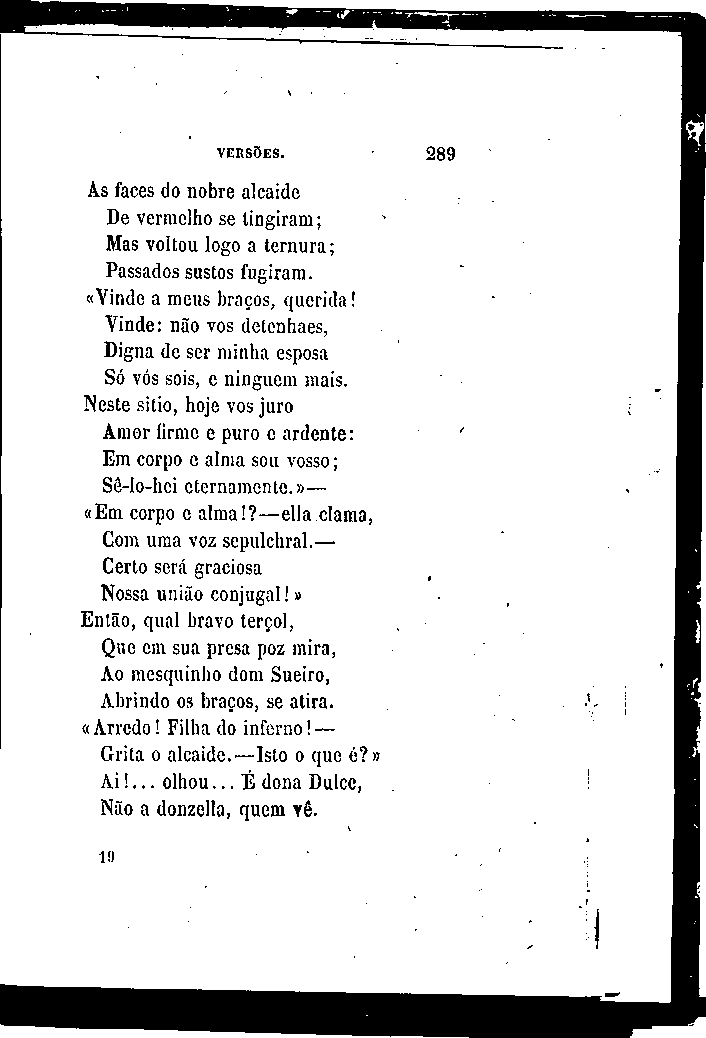 VERSÕES. 289
As faces do nobre alcaide
De vermelho se tingiram;
Mas voltou logo a ternura;
Passados sustos fugiram.
«Vinde a meus braços, querida!
Vinde: não vos detenhaes,
Digna de ser minha esposa
Só vós sois, e ninguem mais.
Neste sitio, hoje vos juro
Amor firme e puro e ardente:
Em corpo e alma sou vosso;
Sê-lo-hei eternamente.»—
«Em corpo e alma!?—ella clama,
Com uma voz sepulchral.—
Certo será graciosa
Nossa união conjugal!»
Então, qual bravo terçol,
Que em sua presa poz mira,
Ao mesquinho dom Sueiro,
Abrindo os braços, se atira.
«Arredo! Filha do inferno!—
Grita o alcaide.—Isto o que é?»
Ai!... olhou... É dona Dulce,
Não a donzella, quem vê.
19